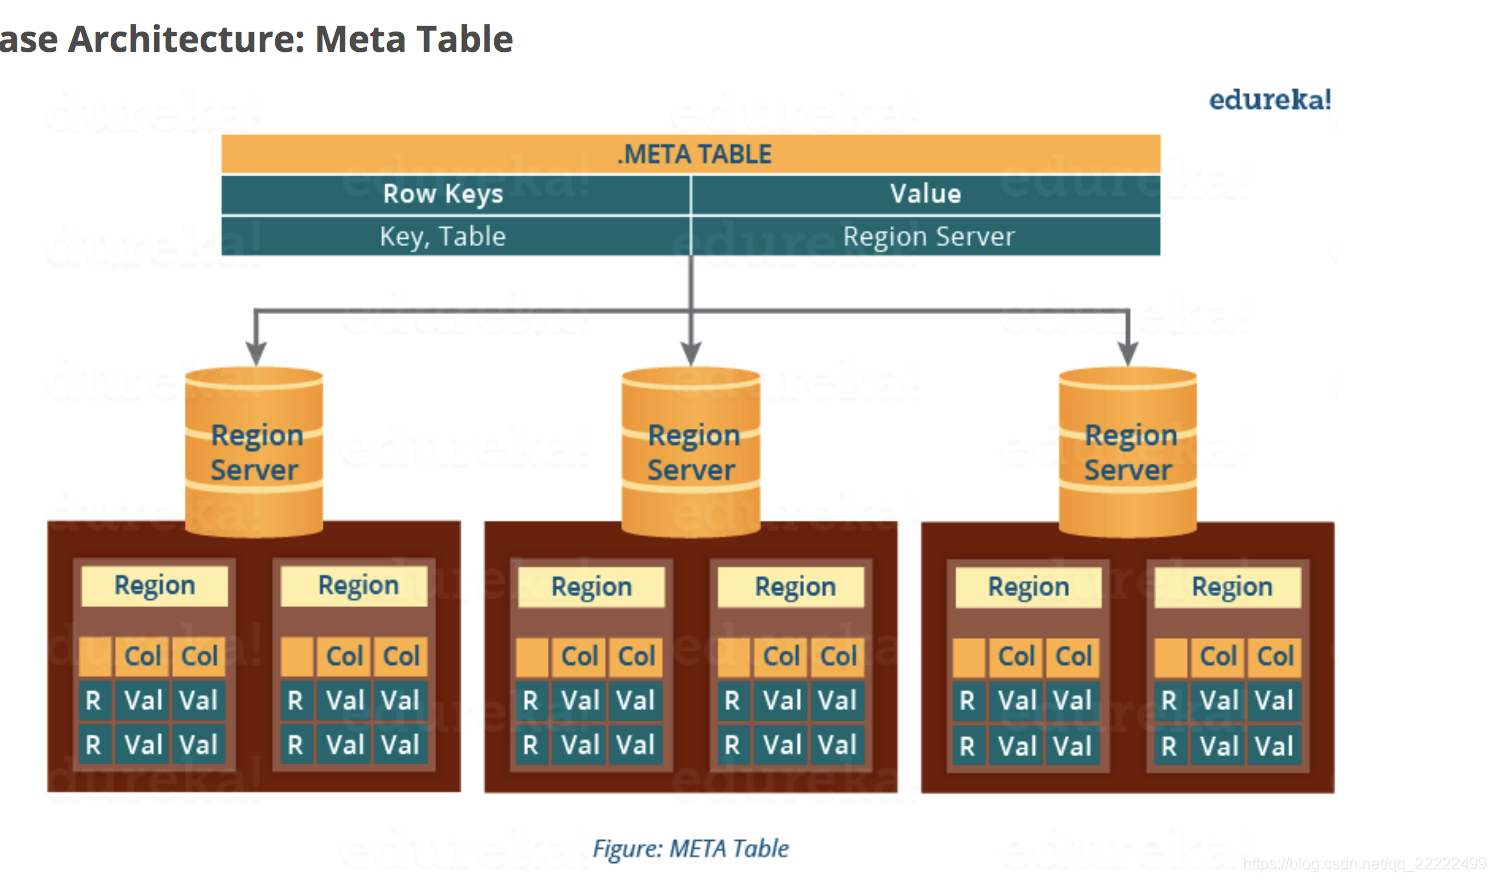 ase Architecture: Meta Table
edureka!
.META TABLE
Row Keys Value
Key, Table Region Server
Region Server
Region Server
Region Server
Region Region Region Region Region Region
Col Col Col Col Col Col Col Col Col Col Col Col
R Val Val R Val Val R Val Val R Val Val R Val Val R Val Val
R Val Val R Val Val R Val Val R Val Val R Val Val R Val Val
Figure: META Table
https://blog.csdn.net/qq_22222499